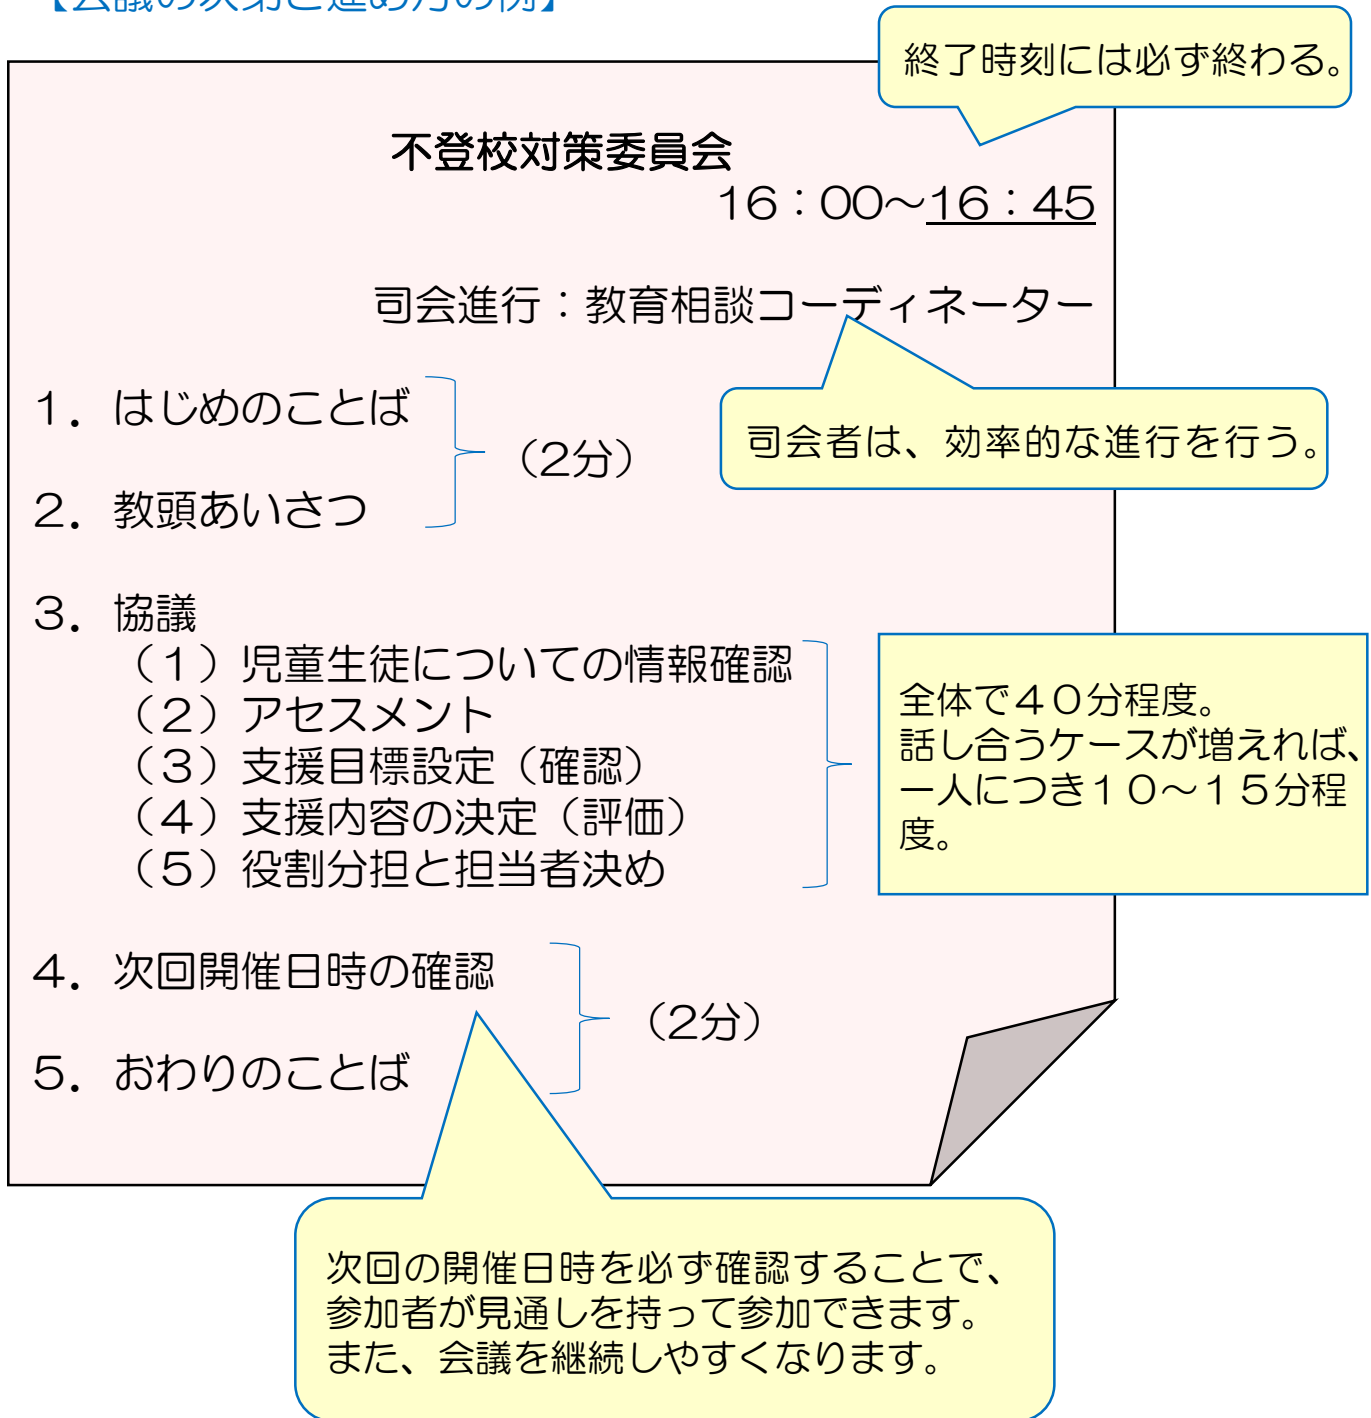 【会議の次第と進め方の例】
終了時刻には必ず終わる。
不登校対策委員会
16：00～16：45
司会進行：教育相談コーディネーター
司会者は、効率的な進行を行う。
１．はじめのことば
（2分）
２．教頭あいさつ
３．協議
（１）児童生徒についての情報確認
（２）アセスメント
（３）支援目標設定（確認）
（４）支援内容の決定（評価）
（５）役割分担と担当者決め
全体で４０分程度。
話し合うケースが増えれば、
一人につき１０～１５分程
度。
４．次回開催日時の確認
（2分）
５．おわりのことば
次回の開催日時を必ず確認することで、
参加者が見通しを持って参加できます。
また、会議を継続しやすくなります。